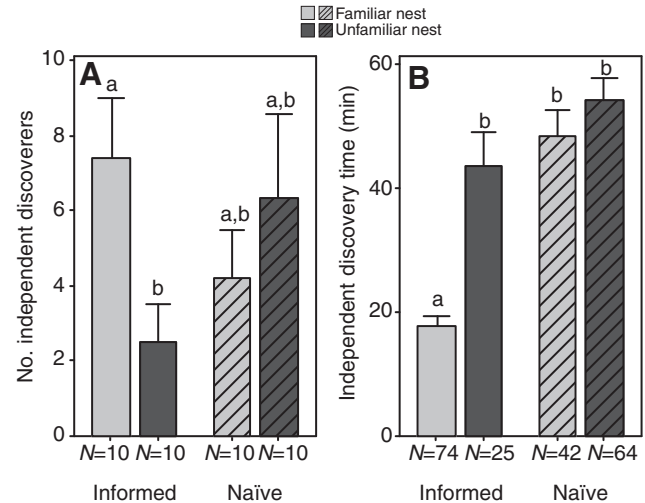 Familiar nest
Unfamiliar nest
A
No. independent discoverers
10
8
6
4
2
0
a
b
a,b
a,b
N=10 N=10 N=10 N=10
Informed Naïve
B
Independent discovery time (min)
60
40
20
0
a
b
b
b
N=74 N=25 N=42 N=64
Informed Naïve